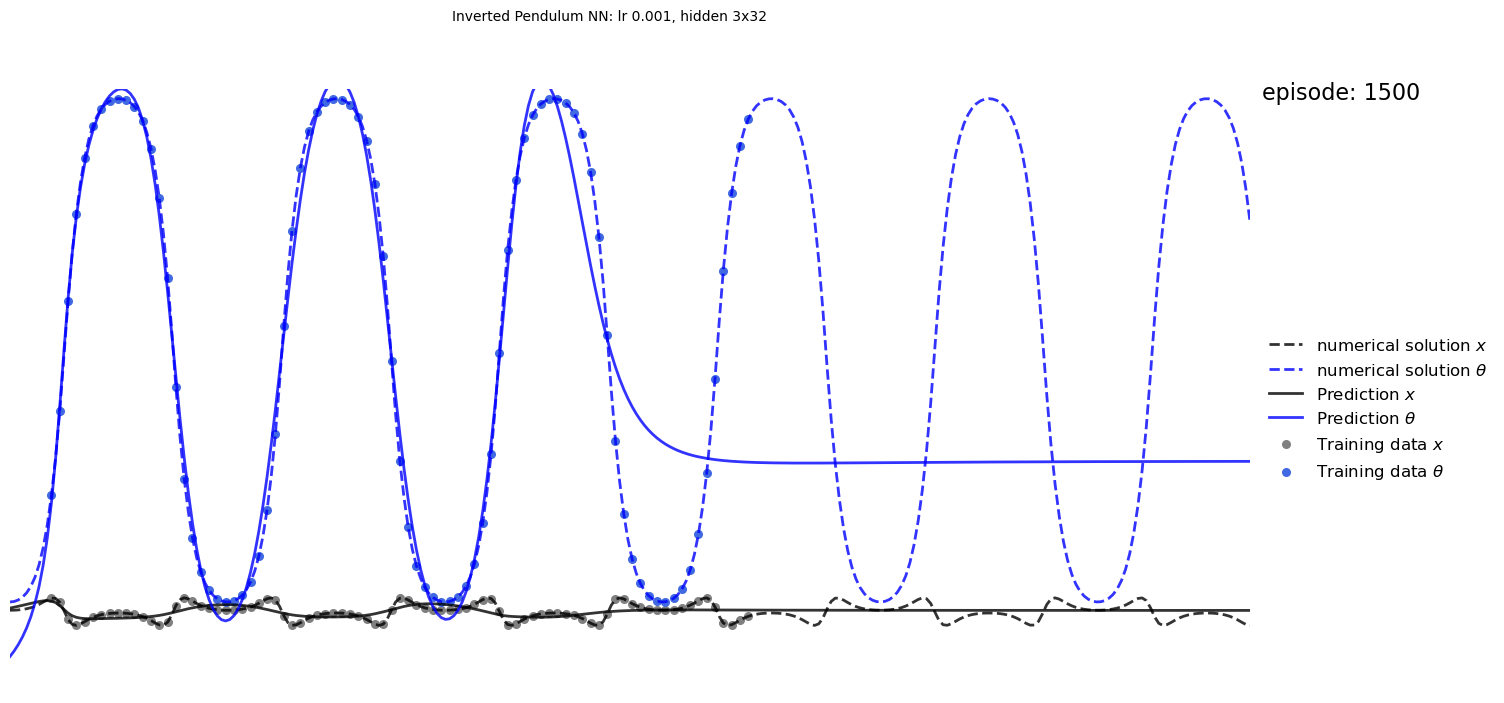 Inverted Pendulum NN: lr 0.001, hidden 3x32
episode: 1500
numerical solution x
numerical solution θ
Prediction x
Prediction θ
Training data x
Training data θ